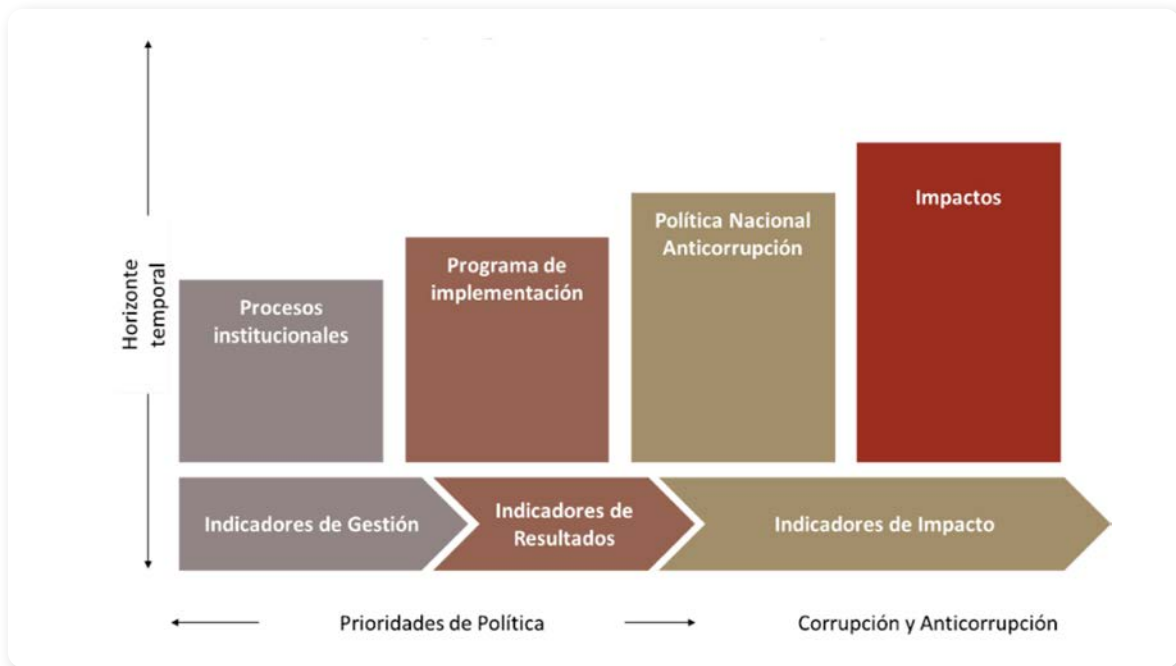 Horizonte
temporal
Procesos
institucionales
Programa de
implementación
Política Nacional
Anticorrupción
Impactos
Indicadores de Gestión
Indicadores de
Resultados
Indicadores de Impacto
Prioridades de Política
Corrupción y Anticorrupción